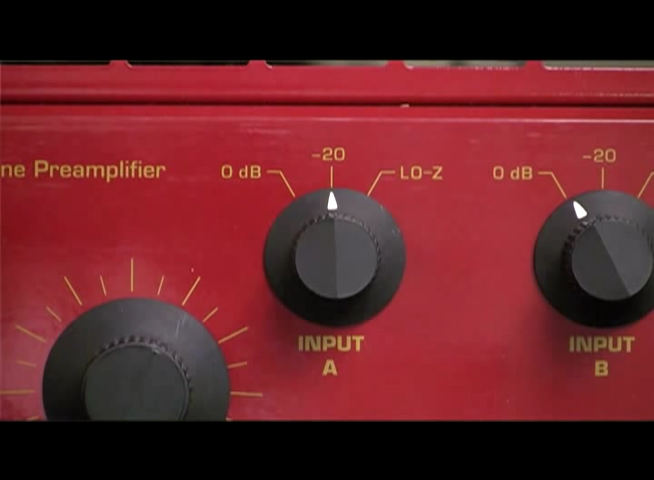 ne Preamplifier
0 dB
-20
LO-Z
INPUT
A
0 dB
-20
INPUT
B